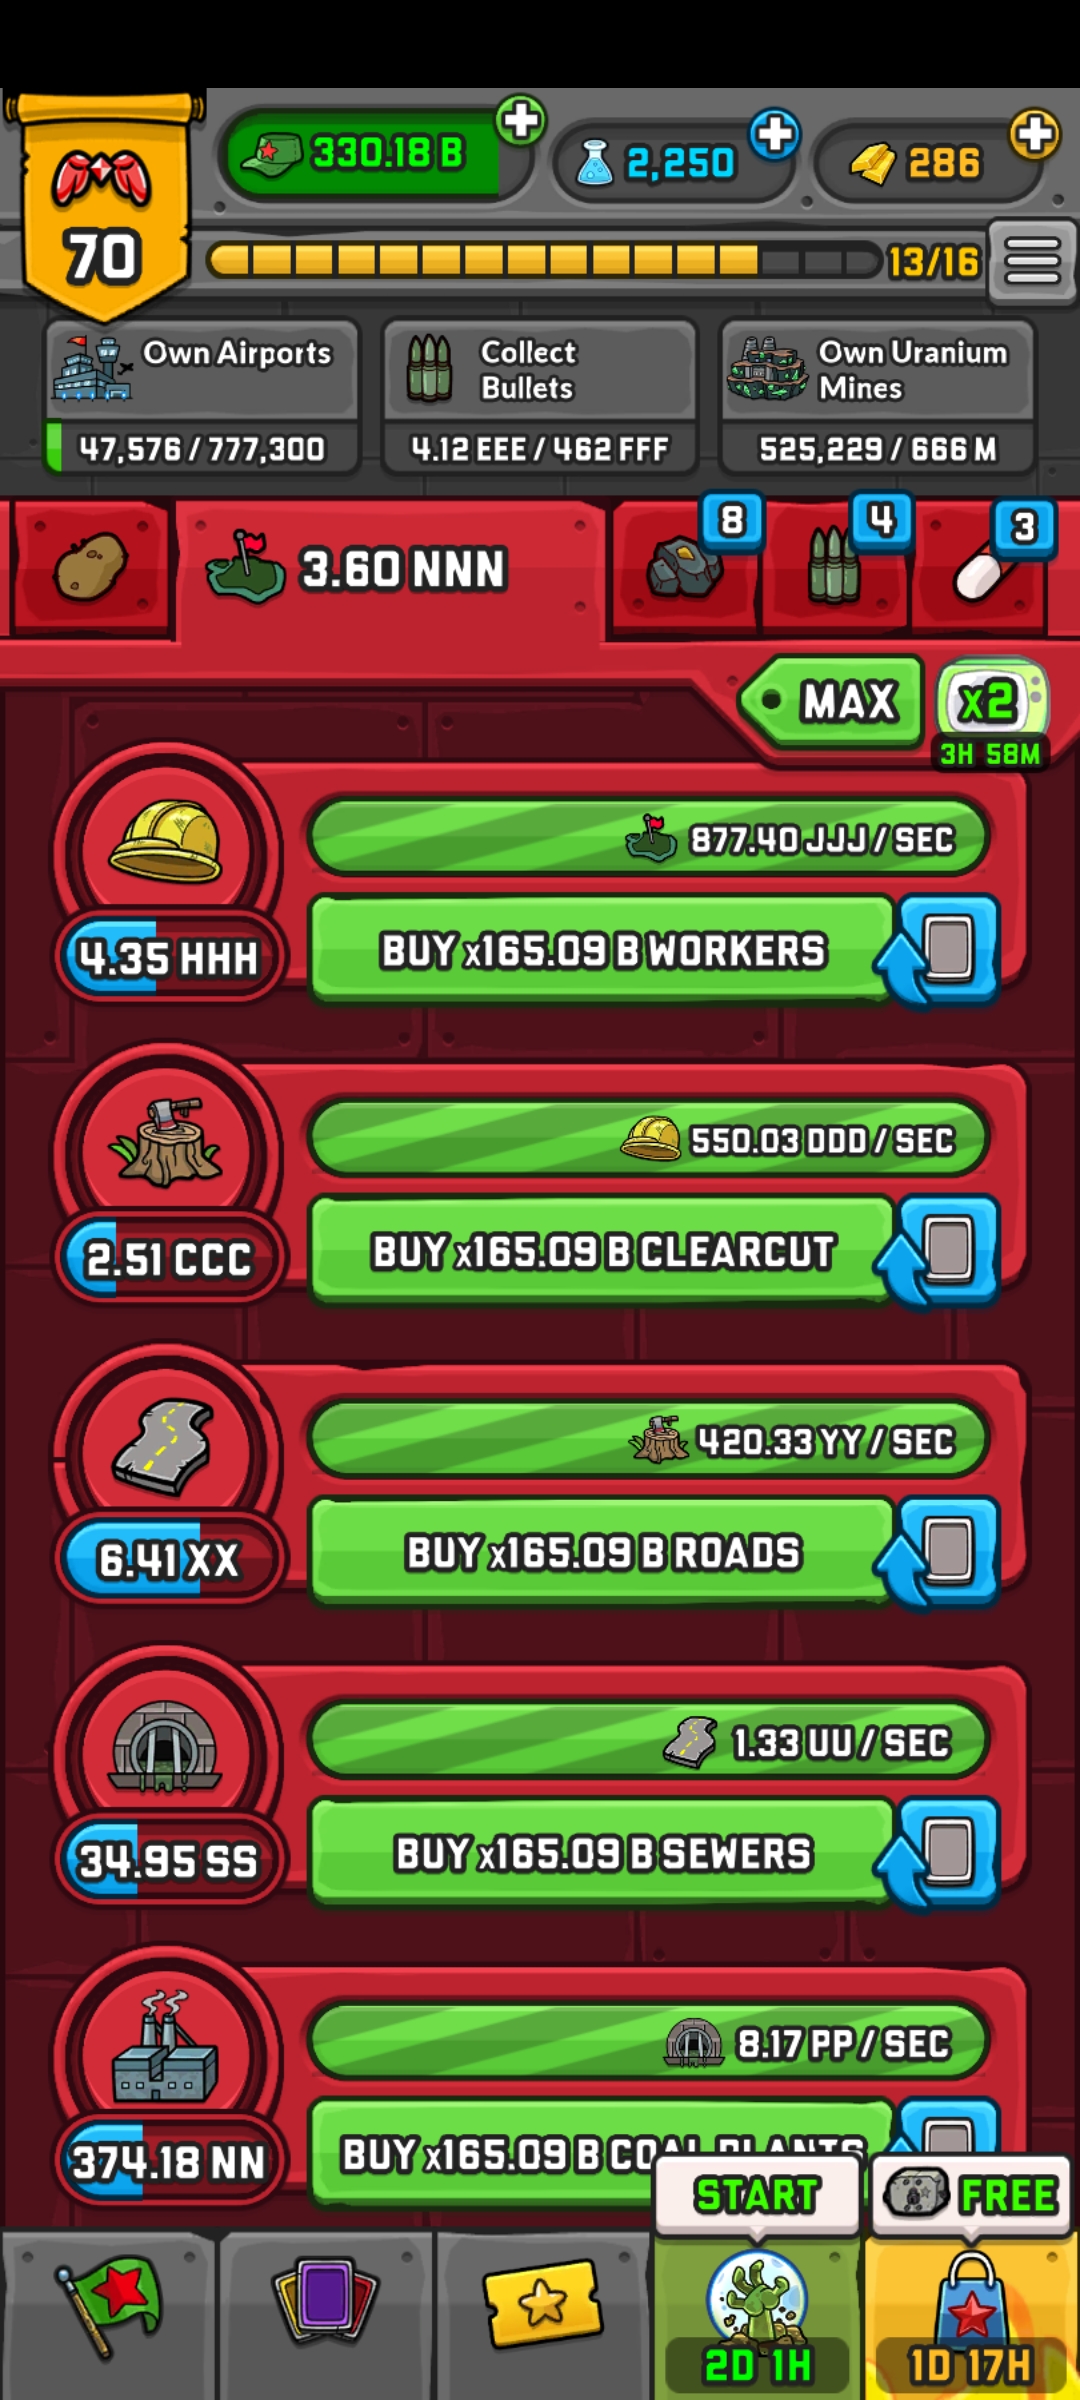 330.18 B
2,250
286
70
13/16
Own Airports
47,576 / 777,300
Collect
Bullets
4.12 EEE / 462 FFF
Own Uranium
Mines
525,229 / 666 M
3.60 NNN
8
4
3
MAX
x2
3H 58M
877.40 JJJ / SEC
4.35 HHH
BUY x165.09 B WORKERS
550.03 DDD / SEC
2.51 CCC
BUY x165.09 B CLEARCUT
420.33 YY / SEC
6.41 XX
BUY x165.09 B ROADS
1.33 UU / SEC
34.95 SS
BUY x165.09 B SEWERS
8.17 PP / SEC
374.18 NN
BUY x165.09 B COAL PLANTS
START
FREE
2D 1H
1D 17H